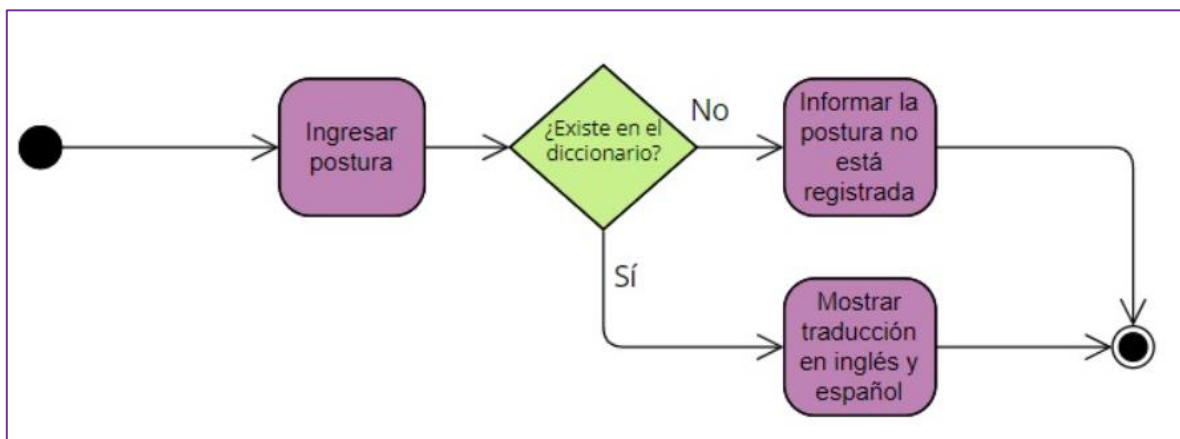 Ingresar
postura
¿Existe en el
diccionario?
No
Informar la
postura no
está
registrada
Sí
Mostrar
traducción
en inglés y
español